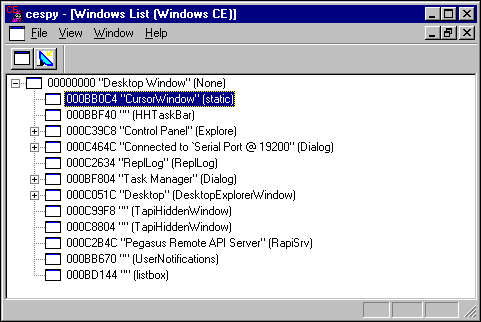 cespy - [Windows List (Windows CE)]
File View Window Help
00000000 "Desktop Window" (None)
000BB0C4 "CursorWindow" (static)
000BBF40 "" (HHTaskBar)
000C39C8 "Control Panel" (Explore)
000C464C "Connected to `Serial Port @ 19200" (Dialog)
000C2634 "ReplLog" (ReplLog)
000BF804 "Task Manager" (Dialog)
000C051C "Desktop" (DesktopExplorerWindow)
000C99F8 "" (TapiHiddenWindow)
000C8804 "" (TapiHiddenWindow)
000C2B4C "Pegasus Remote API Server" (RapiSrv)
000BB670 "" (UserNotifications)
000BD144 "" (listbox)